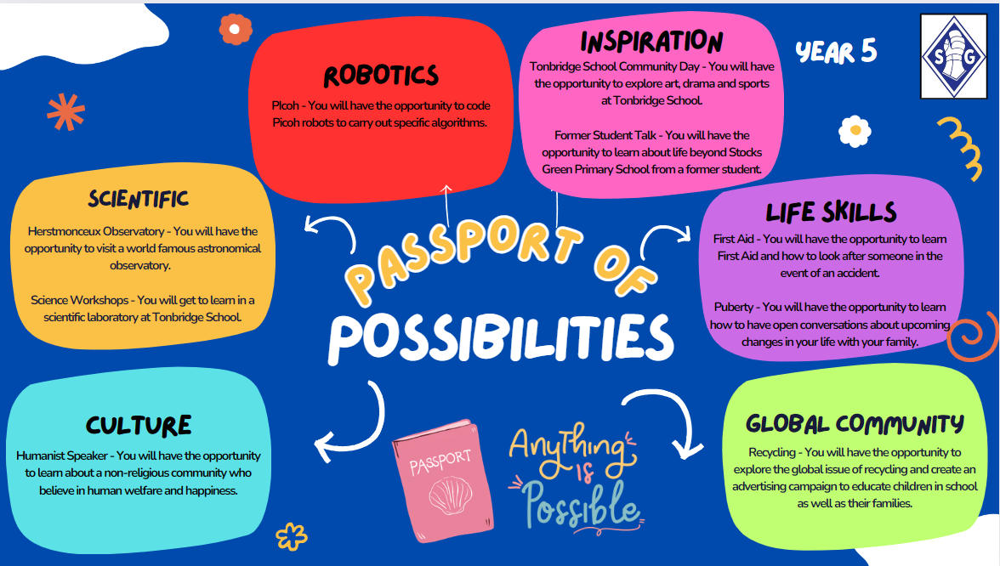 YEAR 5
S G
ROBOTICS
PIcoh - You will have the opportunity to code
Picoh robots to carry out specific algorithms.
INSPIRATION
Tonbridge School Community Day - You will have
the opportunity to explore art, drama and sports
at Tonbridge School.
Former Student Talk - You will have the
opportunity to learn about life beyond Stocks
Green Primary School from a former student.
SCIENTIFIC
Herstmonceux Observatory - You will have the
opportunity to visit a world famous astronomical
observatory.
Science Workshops - You will get to learn in a
scientific laboratory at Tonbridge School.
PASSPORT OF
POSSIBILITIES
LIFE SKILLS
First Aid - You will have the opportunity to learn
First Aid and how to look after someone in the
event of an accident.
Puberty - You will have the opportunity to learn
how to have open conversations about upcoming
changes in your life with your family.
CULTURE
Humanist Speaker - You will have the opportunity
to learn about a non-religious community who
believe in human welfare and happiness.
PASSPORT
Anything
is
Possible
GLOBAL COMMUNITY
Recycling - You will have the opportunity to
explore the global issue of recycling and create an
advertising campaign to educate children in school
as well as their families.